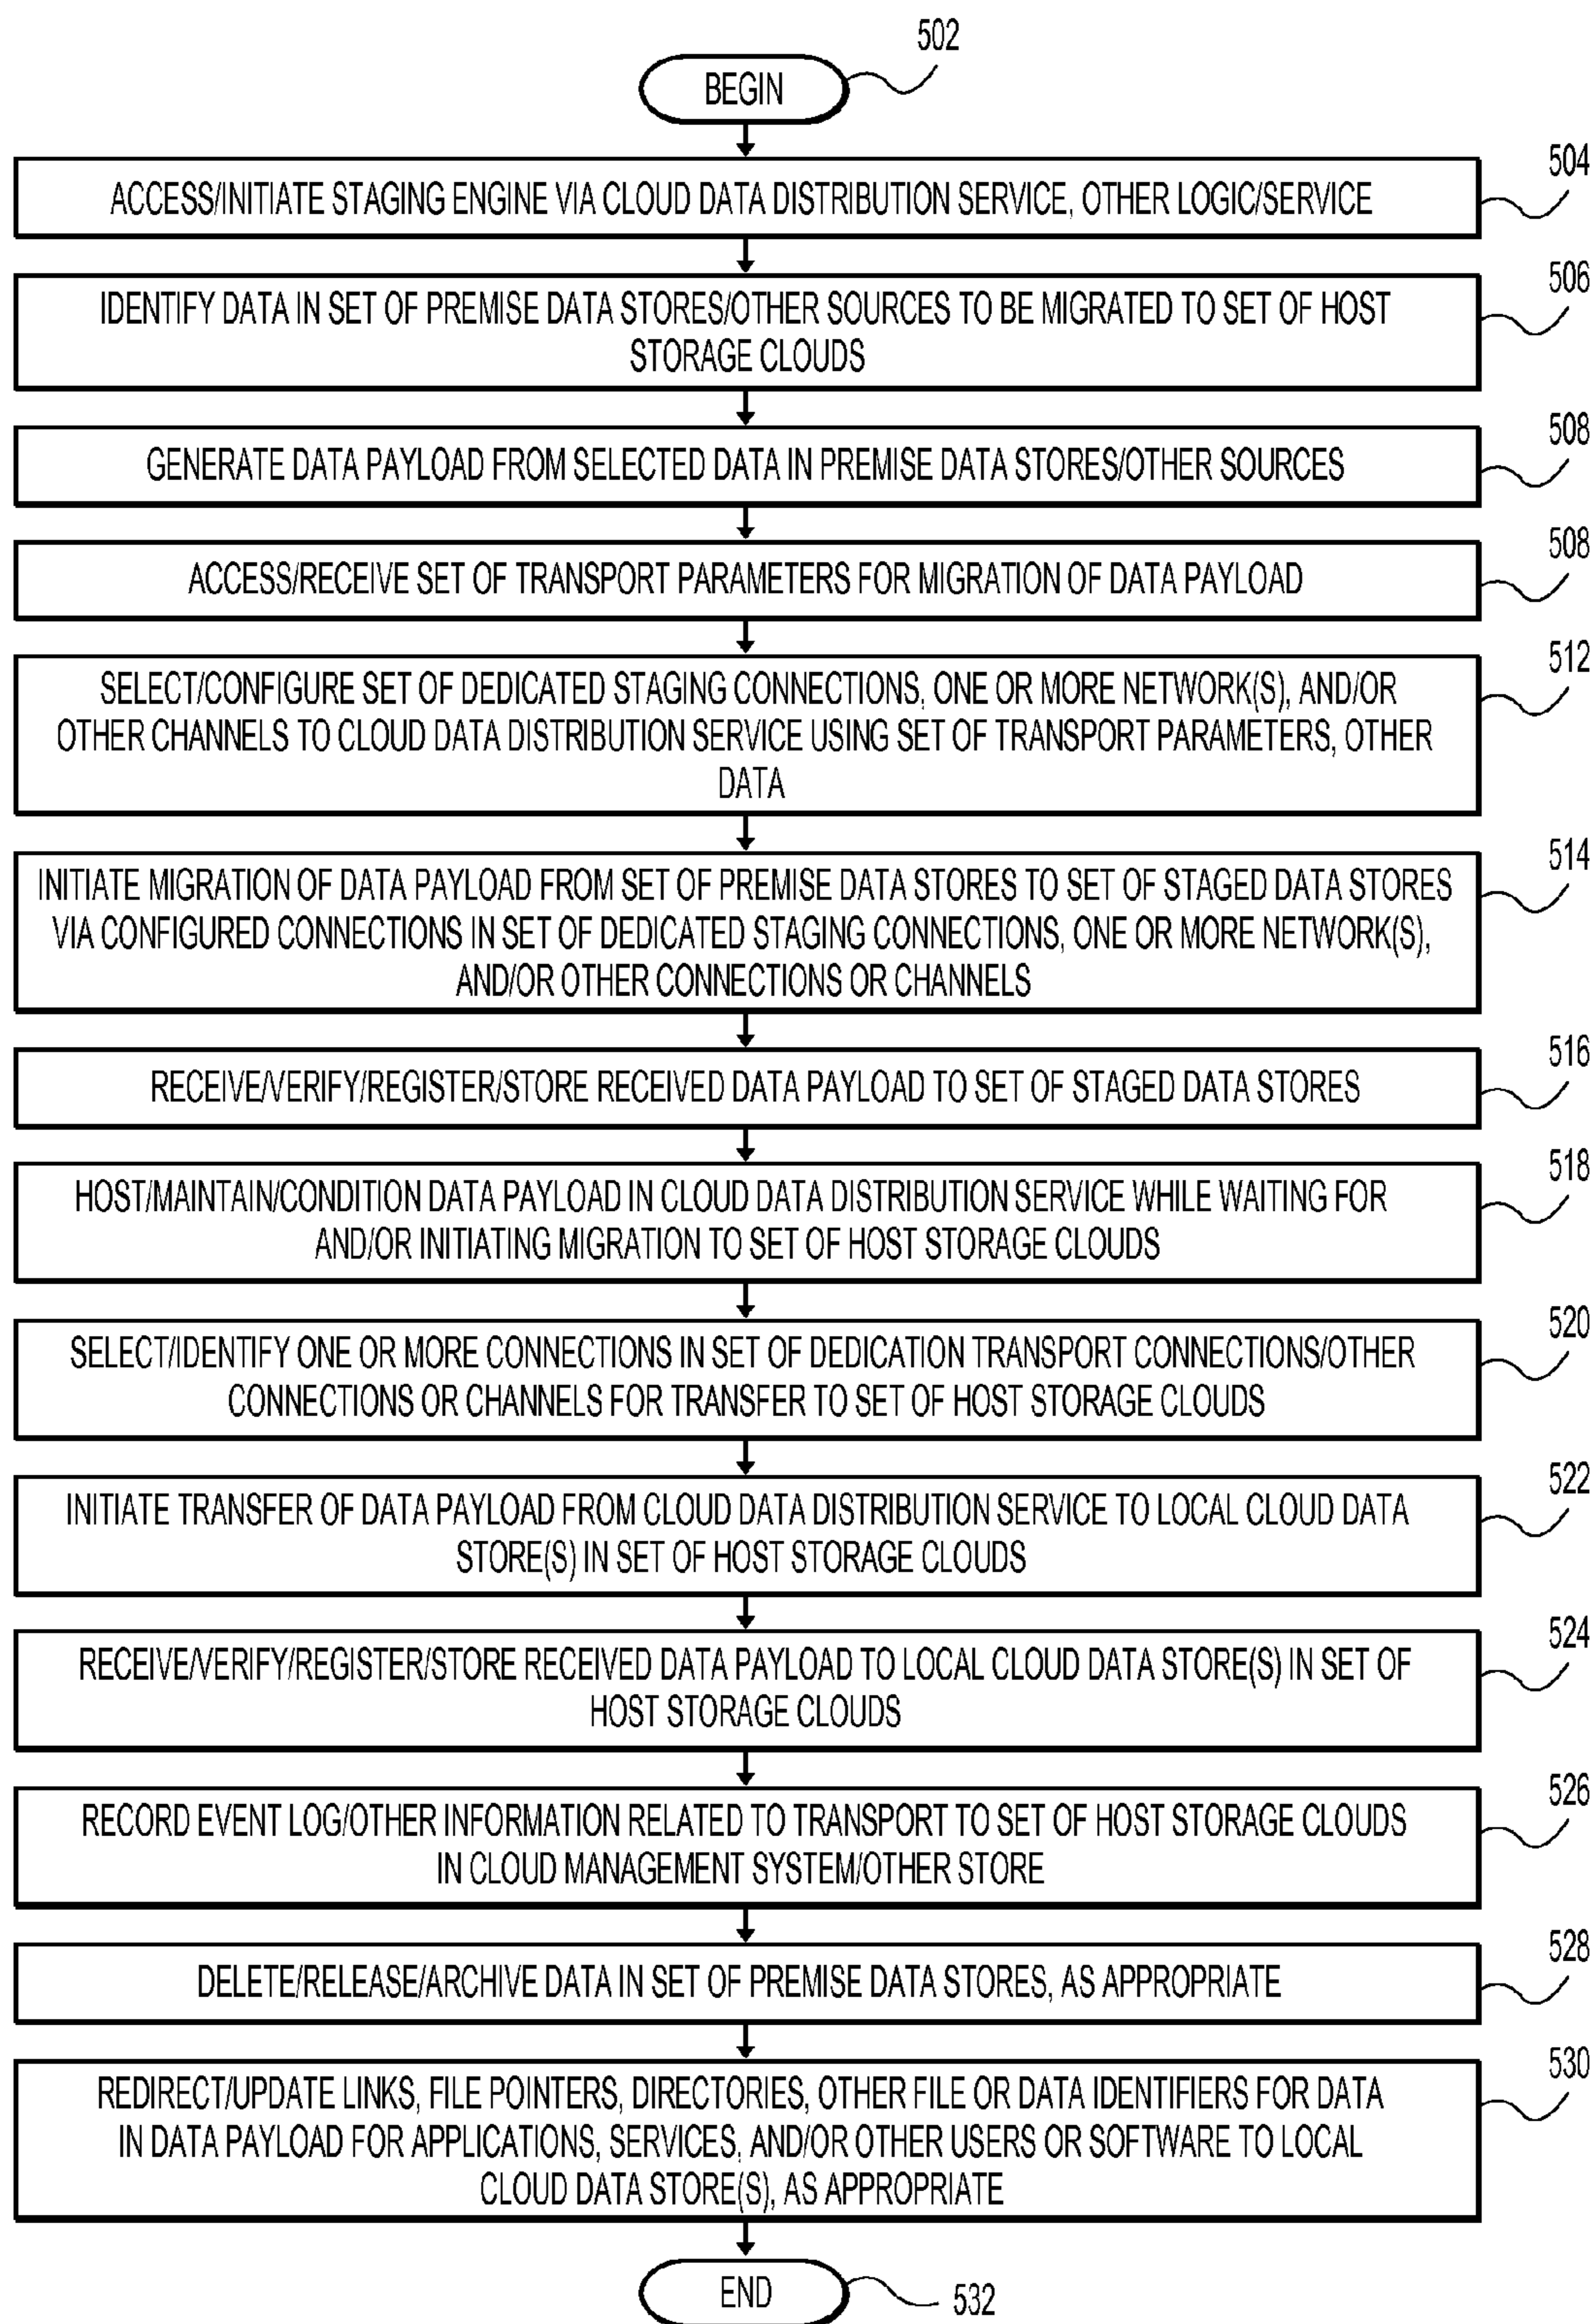 502
BEGIN
504
ACCESS/INITIATE STAGING ENGINE VIA CLOUD DATA DISTRIBUTION SERVICE, OTHER LOGIC/SERVICE
506
IDENTIFY DATA IN SET OF PREMISE DATA STORES/OTHER SOURCES TO BE MIGRATED TO SET OF HOST
STORAGE CLOUDS
508
GENERATE DATA PAYLOAD FROM SELECTED DATA IN PREMISE DATA STORES/OTHER SOURCES
508
ACCESS/RECEIVE SET OF TRANSPORT PARAMETERS FOR MIGRATION OF DATA PAYLOAD
512
SELECT/CONFIGURE SET OF DEDICATED STAGING CONNECTIONS, ONE OR MORE NETWORK(S), AND/OR
OTHER CHANNELS TO CLOUD DATA DISTRIBUTION SERVICE USING SET OF TRANSPORT PARAMETERS, OTHER
DATA
514
INITIATE MIGRATION OF DATA PAYLOAD FROM SET OF PREMISE DATA STORES TO SET OF STAGED DATA STORES
VIA CONFIGURED CONNECTIONS IN SET OF DEDICATED STAGING CONNECTIONS, ONE OR MORE NETWORK(S),
AND/OR OTHER CONNECTIONS OR CHANNELS
516
RECEIVE/VERIFY/REGISTER/STORE RECEIVED DATA PAYLOAD TO SET OF STAGED DATA STORES
518
HOST/MAINTAIN/CONDITION DATA PAYLOAD IN CLOUD DATA DISTRIBUTION SERVICE WHILE WAITING FOR
AND/OR INITIATING MIGRATION TO SET OF HOST STORAGE CLOUDS
520
SELECT/IDENTIFY ONE OR MORE CONNECTIONS IN SET OF DEDICATION TRANSPORT CONNECTIONS/OTHER
CONNECTIONS OR CHANNELS FOR TRANSFER TO SET OF HOST STORAGE CLOUDS
522
INITIATE TRANSFER OF DATA PAYLOAD FROM CLOUD DATA DISTRIBUTION SERVICE TO LOCAL CLOUD DATA
STORE(S) IN SET OF HOST STORAGE CLOUDS
524
RECEIVE/VERIFY/REGISTER/STORE RECEIVED DATA PAYLOAD TO LOCAL CLOUD DATA STORE(S) IN SET OF
HOST STORAGE CLOUDS
526
RECORD EVENT LOG/OTHER INFORMATION RELATED TO TRANSPORT TO SET OF HOST STORAGE CLOUDS
IN CLOUD MANAGEMENT SYSTEM/OTHER STORE
528
DELETE/RELEASE/ARCHIVE DATA IN SET OF PREMISE DATA STORES, AS APPROPRIATE
530
REDIRECT/UPDATE LINKS, FILE POINTERS, DIRECTORIES, OTHER FILE OR DATA IDENTIFIERS FOR DATA
IN DATA PAYLOAD FOR APPLICATIONS, SERVICES, AND/OR OTHER USERS OR SOFTWARE TO LOCAL
CLOUD DATA STORE(S), AS APPROPRIATE
END
532